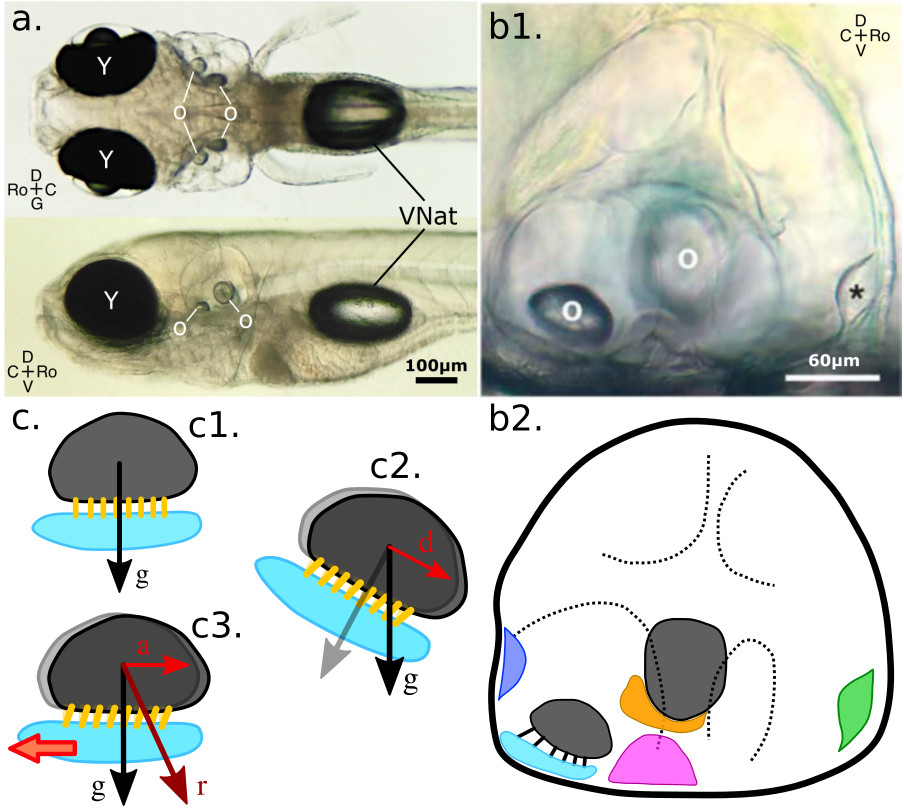 a.
Y
O
O
Y
D
Ro C
G
VNat
Y
O
O
D
C Ro
V
100µm
b1.
D
C Ro
V
O
O
*
60µm
c.
c1.
g
c2.
d
g
c3.
a
g
r
b2.